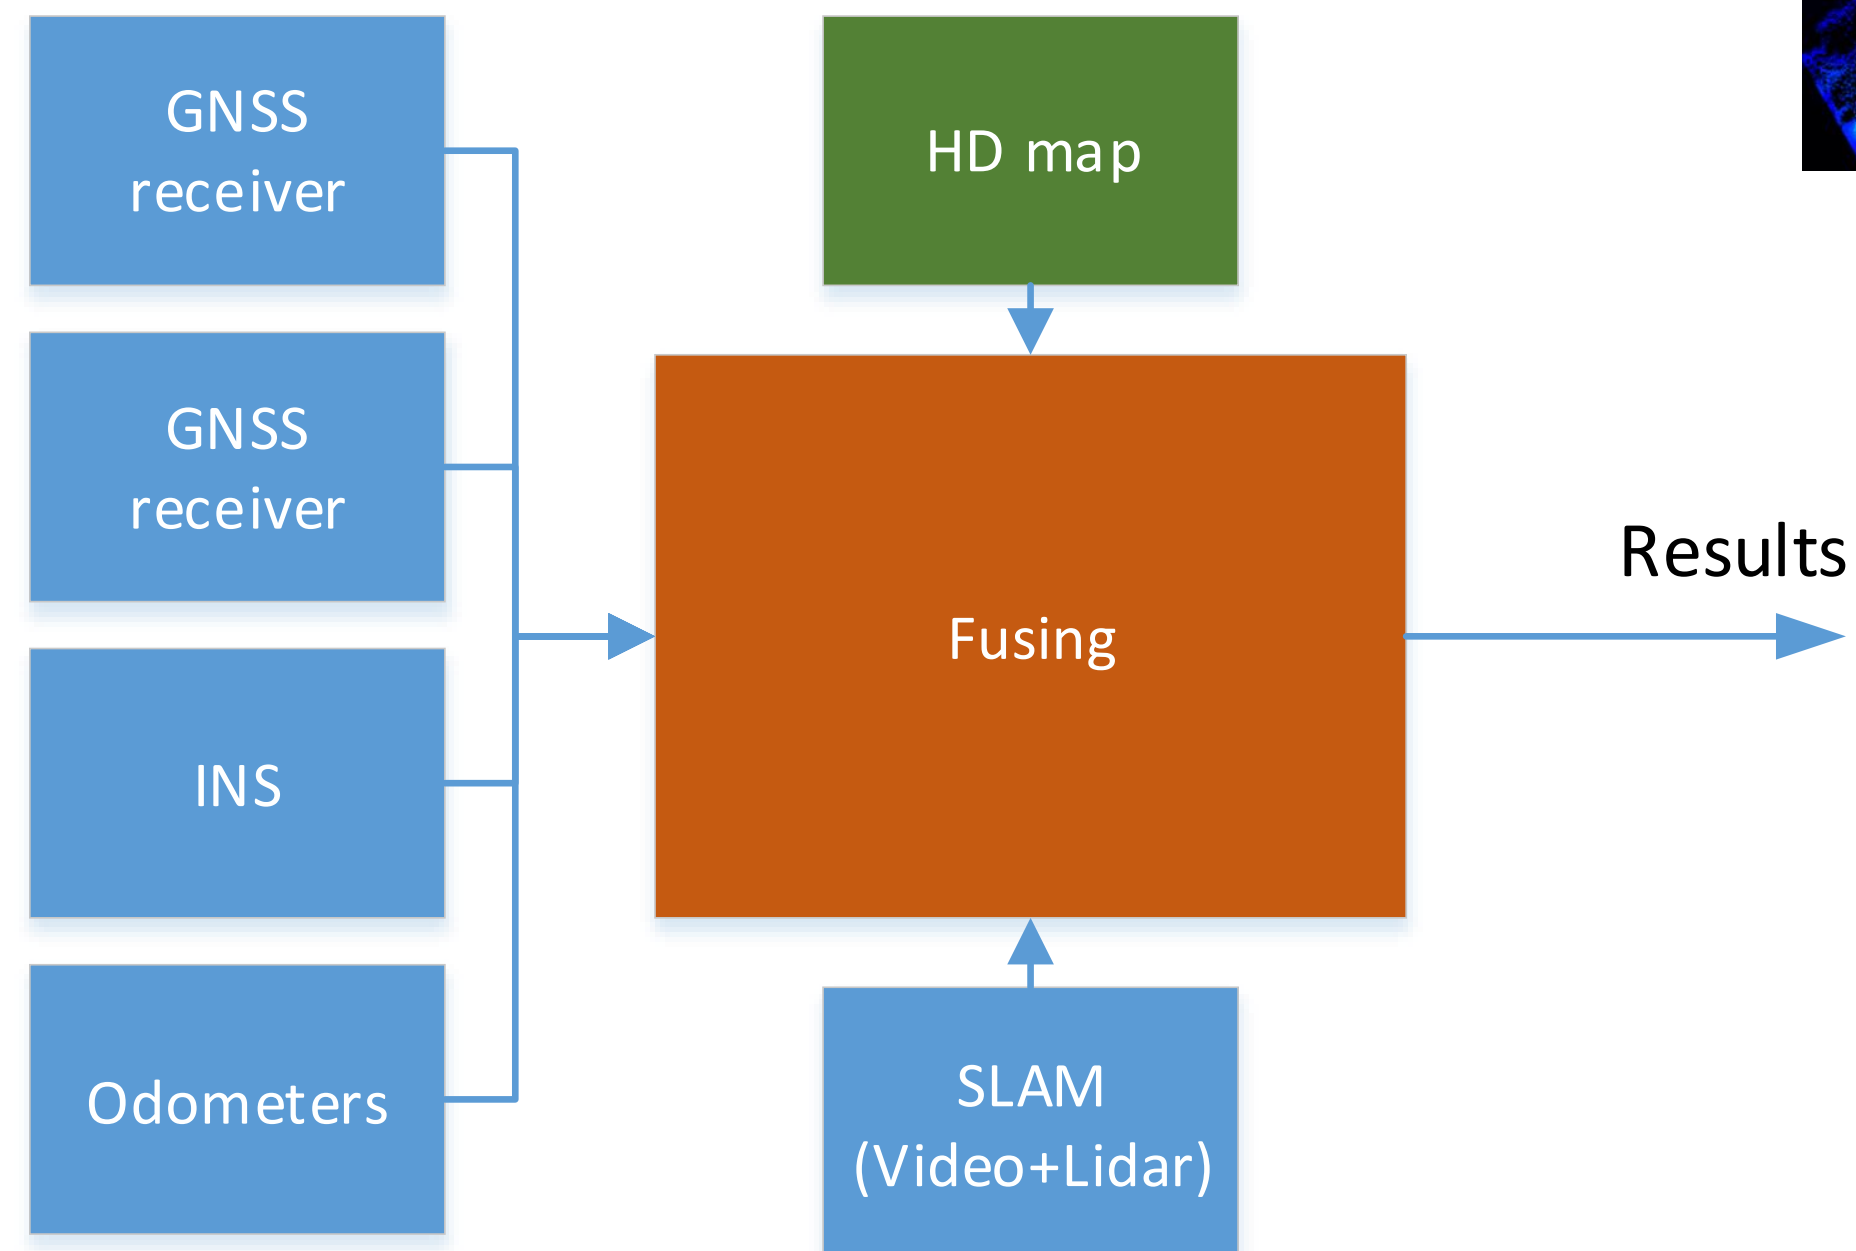 GNSS
receiver
HD map
GNSS
receiver
Results
Fusing
INS
Odometers
SLAM
(Video+Lidar)